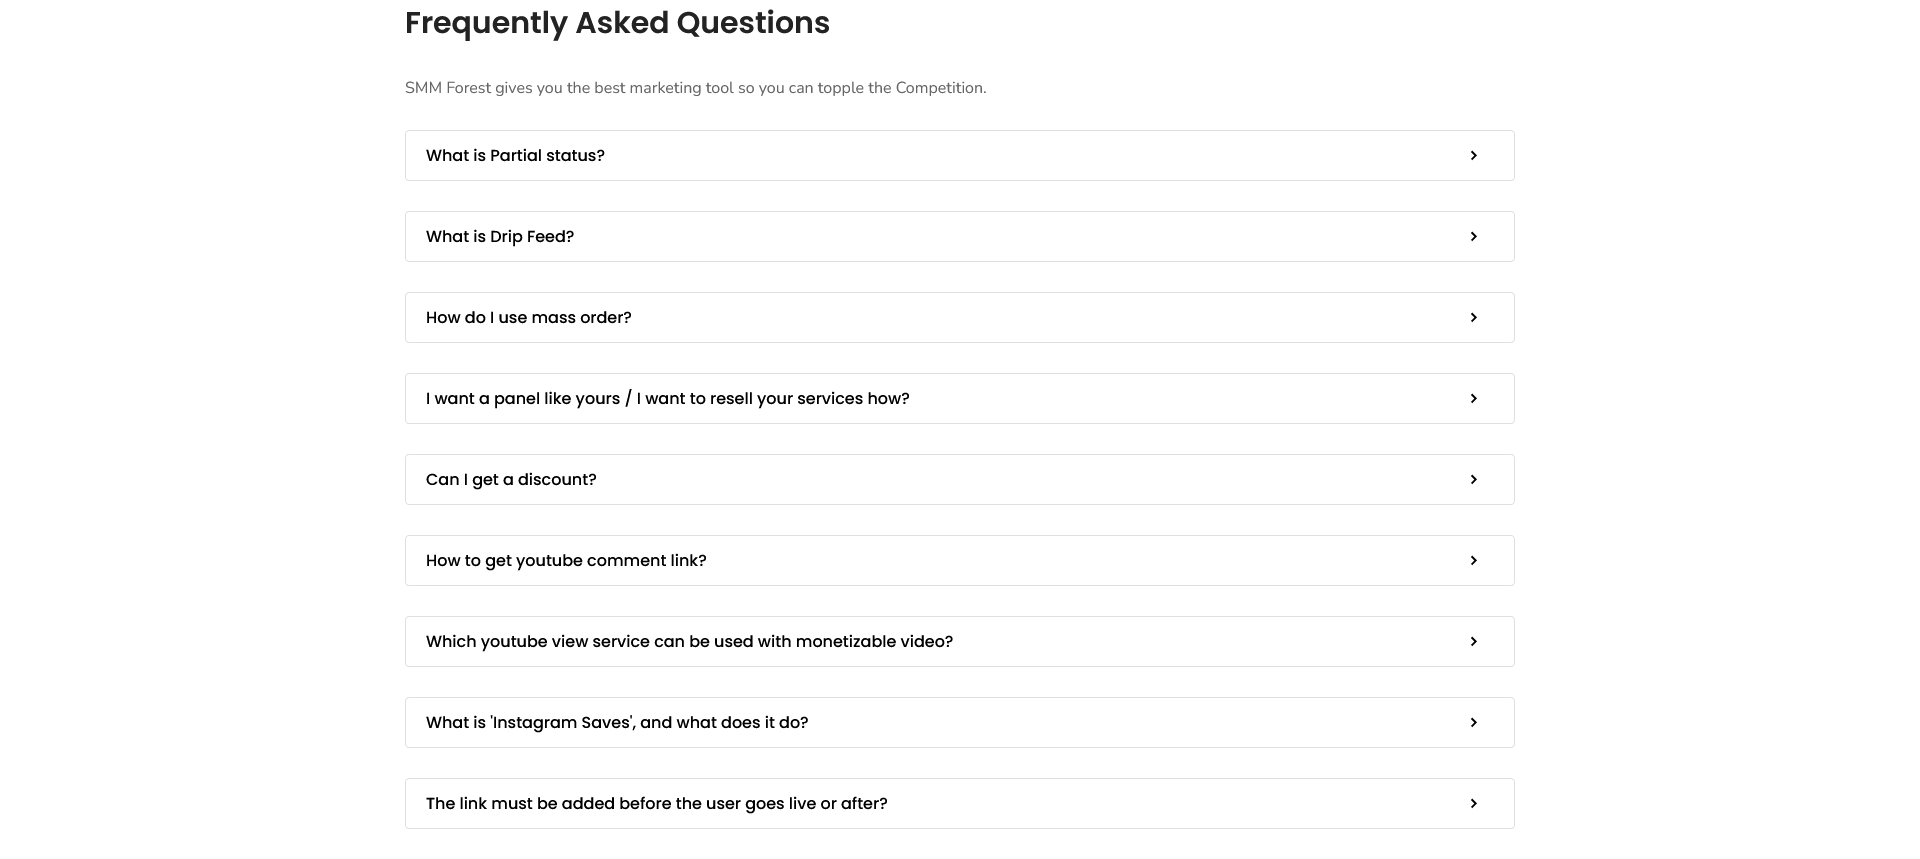 Frequently Asked Questions
SMM Forest gives you the best marketing tool so you can topple the Competition.
What is Partial status?
What is Drip Feed?
How do I use mass order?
I want a panel like yours / I want to resell your services how?
Can I get a discount?
How to get youtube comment link?
Which youtube view service can be used with monetizable video?
What is 'Instagram Saves', and what does it do?
The link must be added before the user goes live or after?